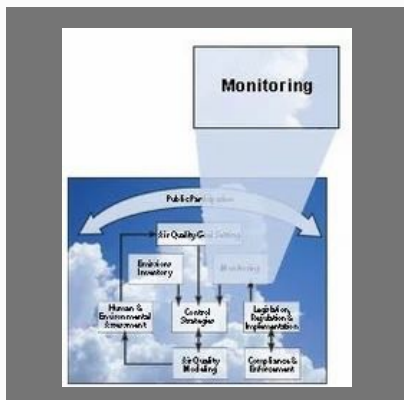 Monitoring
Public Participation
Air Quality Goal Setting
Emissions
Inventory
Monitoring
Human &
Environmental
Assessment
Control
Strategies
Legislation,
Regulation &
Implementation
Air Quality
Modeling
Compliance &
Enforcement